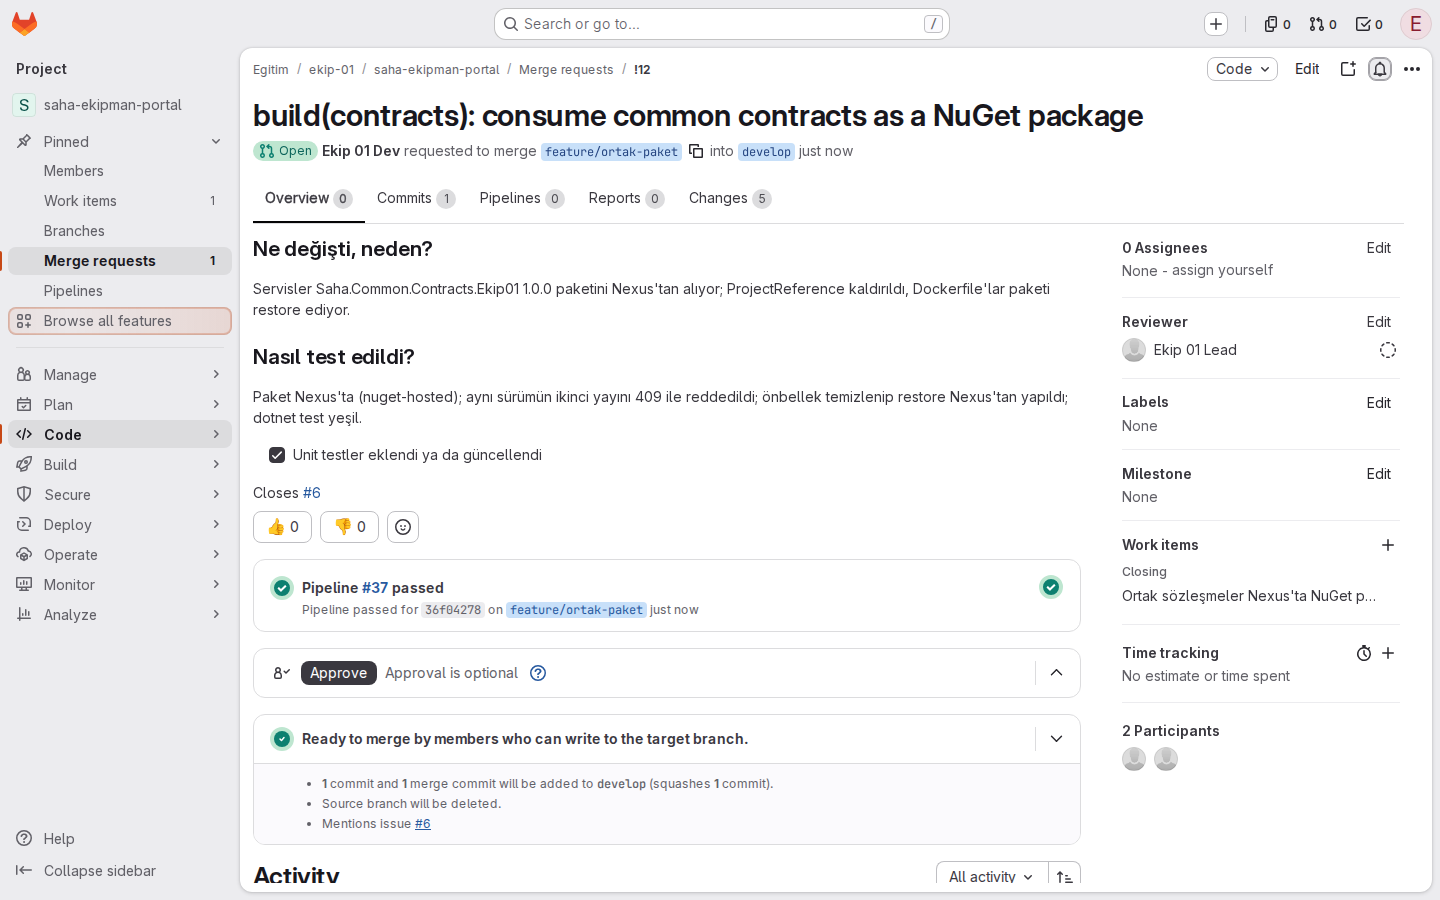 Search or go to...
/
0
0
0
E
Project
S
saha-ekipman-portal
Pinned
Members
Work items 1
Branches
Merge requests 1
Pipelines
Browse all features
Manage
Plan
Code
Build
Secure
Deploy
Operate
Monitor
Analyze
Help
Collapse sidebar
Egitim / ekip-01 / saha-ekipman-portal / Merge requests / !12
Code
Edit
build(contracts): consume common contracts as a NuGet package
Open Ekip 01 Dev requested to merge feature/ortak-paket into develop just now
Overview 0 Commits 1 Pipelines 0 Reports 0 Changes 5
Ne değişti, neden?
Servisler Saha.Common.Contracts.Ekip01 1.0.0 paketini Nexus'tan alıyor; ProjectReference kaldırıldı, Dockerfile'lar paketi
restore ediyor.
Nasıl test edildi?
Paket Nexus'ta (nuget-hosted); aynı sürümün ikinci yayını 409 ile reddedildi; önbellek temizlenip restore Nexus'tan yapıldı;
dotnet test yeşil.
Unit testler eklendi ya da güncellendi
Closes #6
👍 0
👎 0
Pipeline #37 passed
Pipeline passed for 36f04278 on feature/ortak-paket just now
Approve Approval is optional
Ready to merge by members who can write to the target branch.
1 commit and 1 merge commit will be added to develop (squashes 1 commit).
Source branch will be deleted.
Mentions issue #6
Activity
All activity
0 Assignees Edit
None - assign yourself
Reviewer Edit
Ekip 01 Lead
Labels Edit
None
Milestone Edit
None
Work items
Closing
Ortak sözleşmeler Nexus'ta NuGet p…
Time tracking
No estimate or time spent
2 Participants